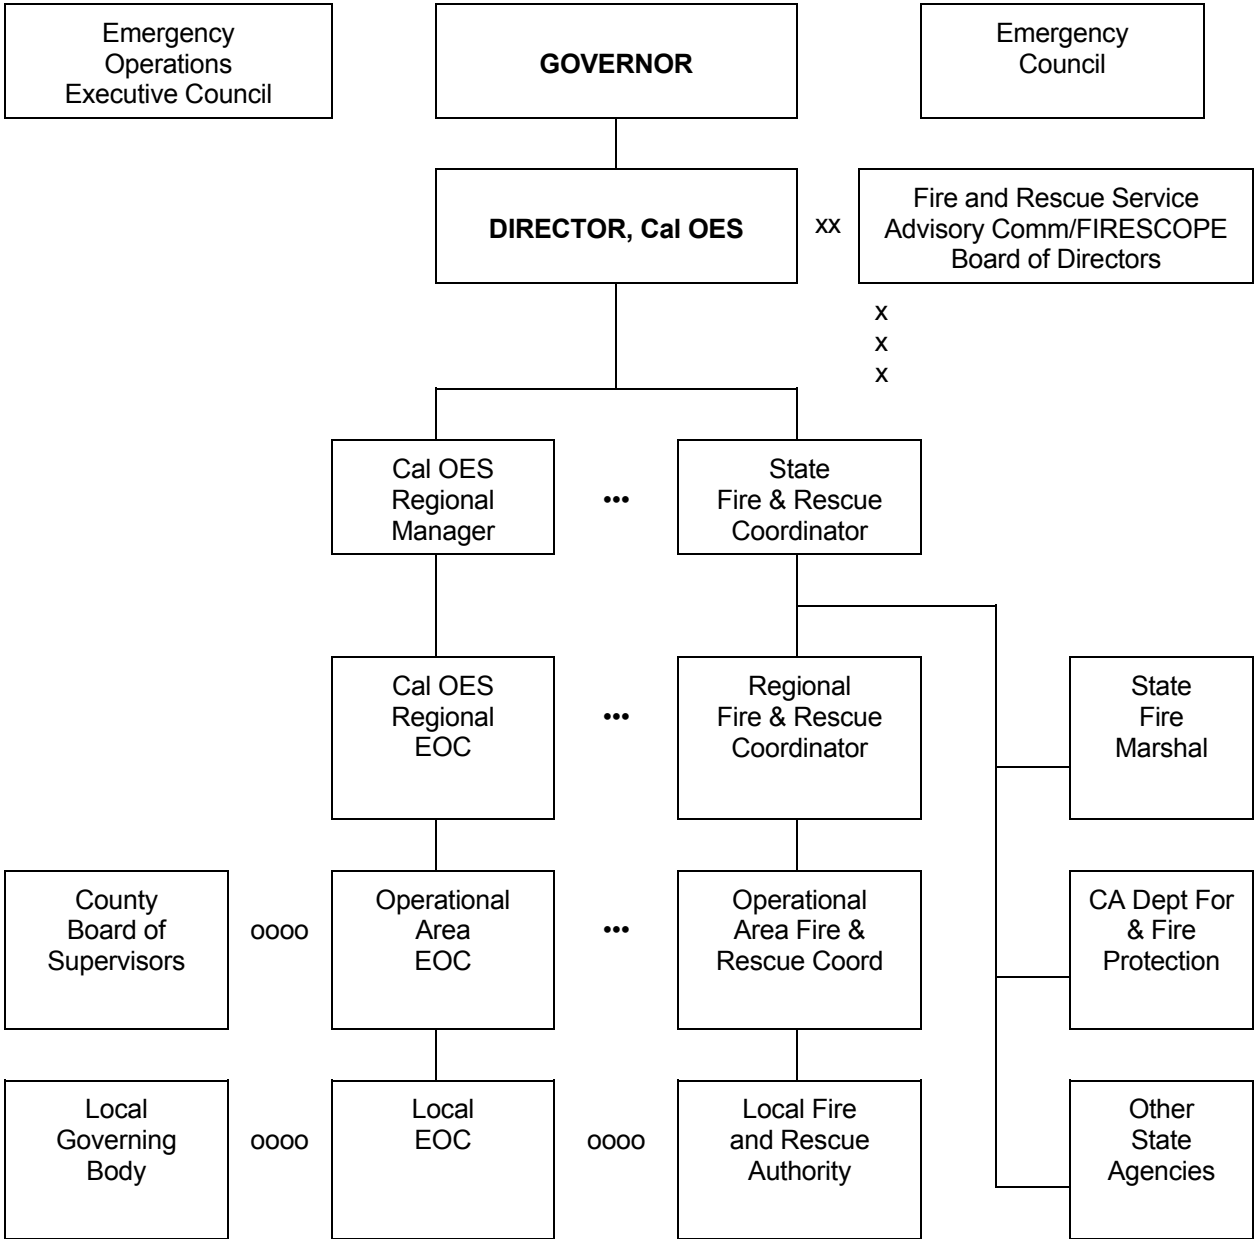 Emergency
Operations
Executive Council
GOVERNOR
Emergency
Council
DIRECTOR, Cal OES
xx
Fire and Rescue Service
Advisory Comm/FIRESCOPE
Board of Directors
x
x
x
Cal OES
Regional
Manager
•••
State
Fire & Rescue
Coordinator
Cal OES
Regional
EOC
•••
Regional
Fire & Rescue
Coordinator
State
Fire
Marshal
County
Board of
Supervisors
oooo
Operational
Area
EOC
•••
Operational
Area Fire &
Rescue Coord
CA Dept For
& Fire
Protection
Local
Governing
Body
oooo
Local
EOC
oooo
Local Fire
and Rescue
Authority
Other
State
Agencies